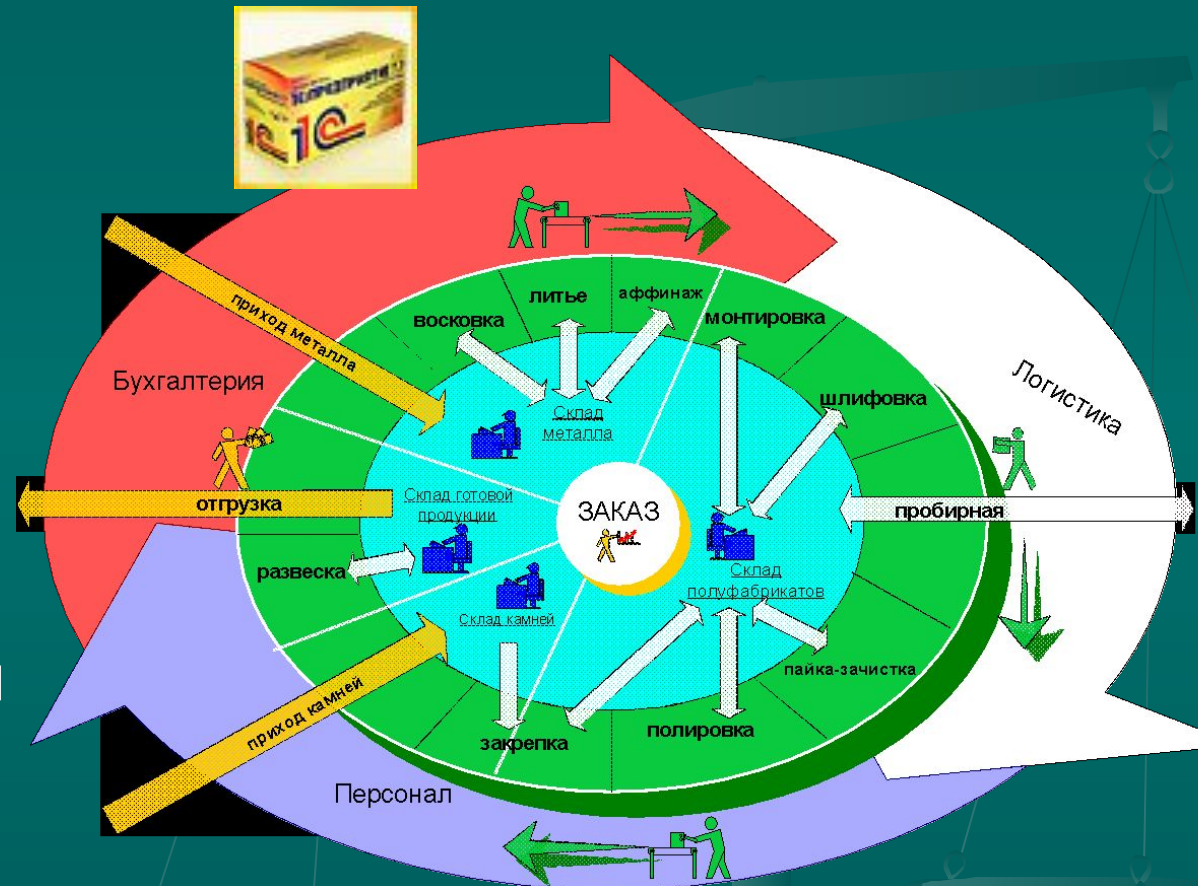 1С
литье
аффинаж
восковка
монтировка
приход металла
Бухгалтерия
Логистика
шлифовка
Склад
металла
Склад готовой
продукции
ЗАКАЗ
отгрузка
пробирная
развеска
Склад
полуфабрикатов
Склад камней
пайка-зачистка
приход камней
закрепка
полировка
Персонал